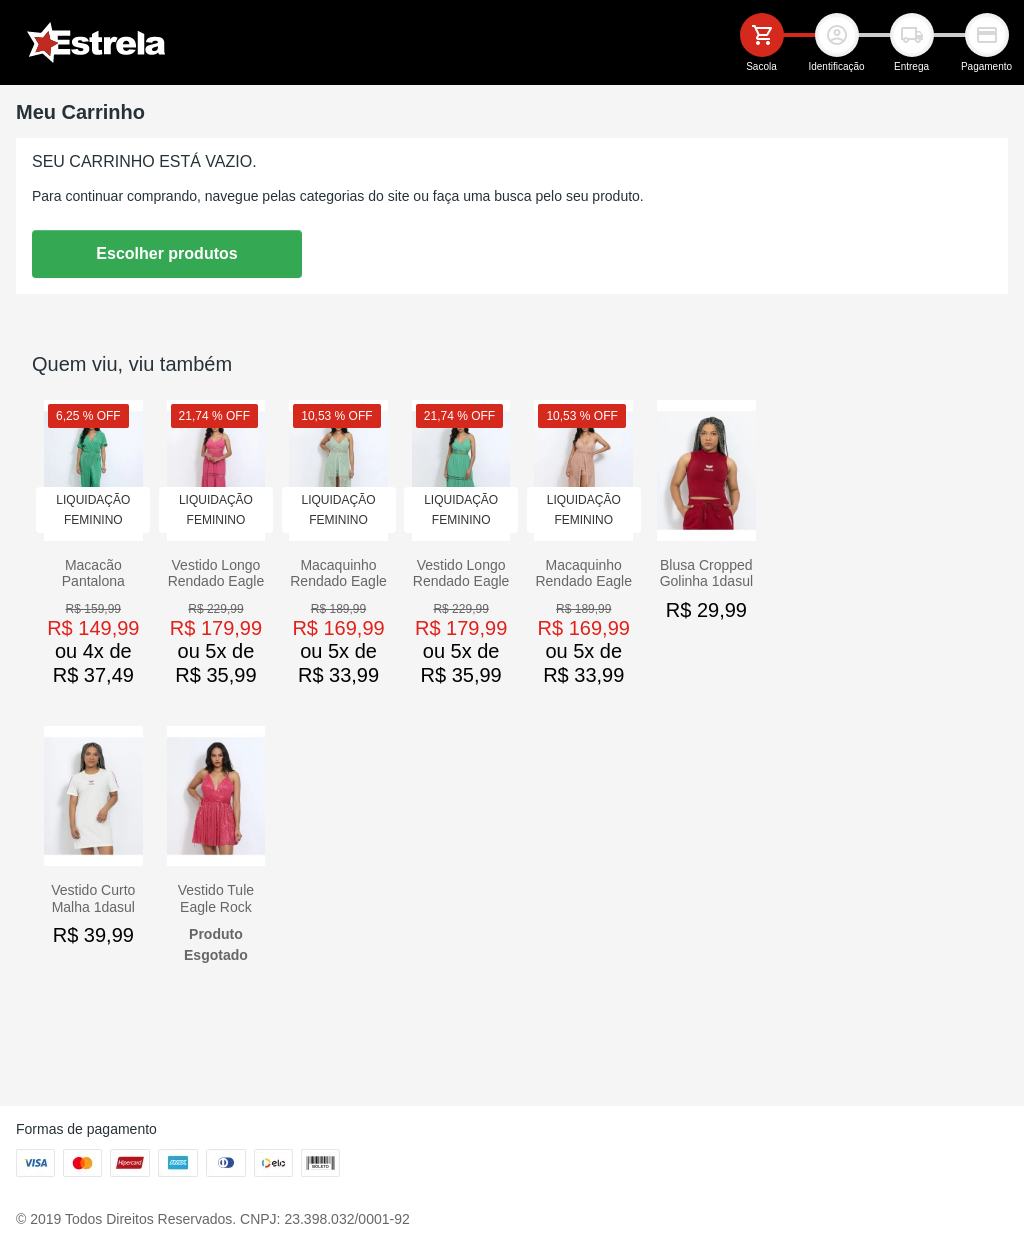 Estrela
Sacola
Identificação
Entrega
Pagamento
Meu Carrinho
SEU CARRINHO ESTÁ VAZIO.
Para continuar comprando, navegue pelas categorias do site ou faça uma busca pelo seu produto.
Escolher produtos
Quem viu, viu também
6,25 % OFF
LIQUIDAÇÃO
FEMININO
Macacão
Pantalona
R$ 159,99
R$ 149,99
ou 4x de
R$ 37,49
21,74 % OFF
LIQUIDAÇÃO
FEMININO
Vestido Longo
Rendado Eagle
R$ 229,99
R$ 179,99
ou 5x de
R$ 35,99
10,53 % OFF
LIQUIDAÇÃO
FEMININO
Macaquinho
Rendado Eagle
R$ 189,99
R$ 169,99
ou 5x de
R$ 33,99
21,74 % OFF
LIQUIDAÇÃO
FEMININO
Vestido Longo
Rendado Eagle
R$ 229,99
R$ 179,99
ou 5x de
R$ 35,99
10,53 % OFF
LIQUIDAÇÃO
FEMININO
Macaquinho
Rendado Eagle
R$ 189,99
R$ 169,99
ou 5x de
R$ 33,99
Blusa Cropped
Golinha 1dasul
R$ 29,99
Vestido Curto
Malha 1dasul
R$ 39,99
Vestido Tule
Eagle Rock
Produto
Esgotado
Formas de pagamento
VISA
Hipercard
elo
BOLETO
© 2019 Todos Direitos Reservados. CNPJ: 23.398.032/0001-92